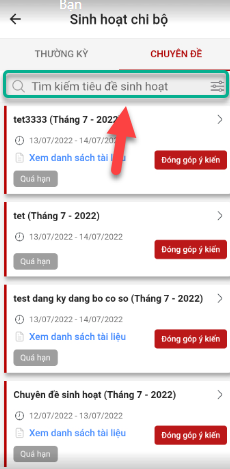 Ban
Sinh hoạt chi bộ
THƯỜNG KỲ
CHUYÊN ĐỀ
Tìm kiếm tiêu đề sinh hoạt
tet3333 (Tháng 7 - 2022)
13/07/2022 - 14/07/2022
Xem danh sách tài liệu
Đóng góp ý kiến
Quá hạn
tet (Tháng 7 - 2022)
13/07/2022 - 14/07/2022
Đóng góp ý kiến
Quá hạn
test dang ky dang bo co so (Tháng 7 - 2022)
13/07/2022 - 14/07/2022
Xem danh sách tài liệu
Đóng góp ý kiến
Quá hạn
Chuyên đề sinh hoạt (Tháng 7 - 2022)
12/07/2022 - 13/07/2022
Xem danh sách tài liệu
Đóng góp ý kiến
Quá hạn